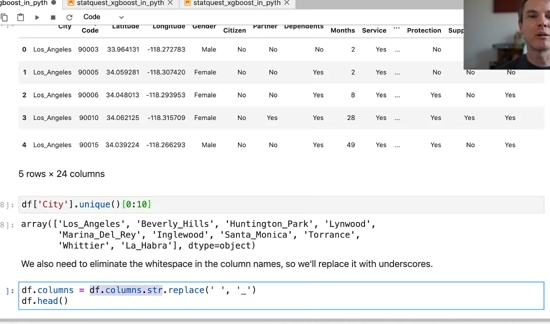 gboost_in_pyth statquest_xgboost_in_pyth statquest_xgboost_in_pyth
Code
City Code Latitude Longitude Gender Citizen Partner Dependents Months Service ... Protection
0 Los_Angeles 90003 33.964131 -118.272783 Male No No No 2 Yes ... No
1 Los_Angeles 90005 34.059281 -118.307420 Female No No Yes 2 Yes ... No No No
2 Los_Angeles 90006 34.048013 -118.293953 Female No No Yes 8 Yes ... Yes No Yes
3 Los_Angeles 90010 34.062125 -118.315709 Female No Yes Yes 28 Yes ... Yes Yes Yes
4 Los_Angeles 90015 34.039224 -118.266293 Male No No Yes 49 Yes ... Yes No Yes
5 rows × 24 columns
8]: df['City'].unique()[0:10]
8]: array(['Los_Angeles', 'Beverly_Hills', 'Huntington_Park', 'Lynwood',
'Marina_Del_Rey', 'Inglewood', 'Santa_Monica', 'Torrance',
'Whittier', 'La_Habra'], dtype=object)
We also need to eliminate the whitespace in the column names, so we'll replace it with underscores.
]: df.columns = df.columns.str.replace(' ', '_')
df.head()